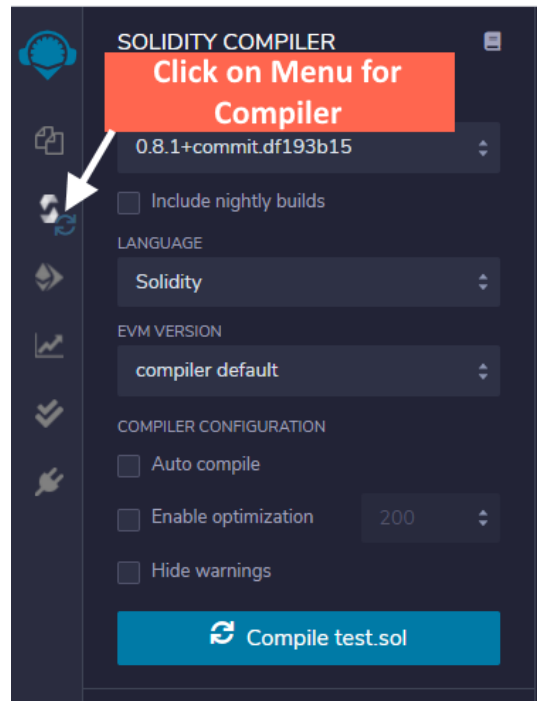 SOLIDITY COMPILER
Click on Menu for
Compiler
0.8.1+commit.df193b15
Include nightly builds
LANGUAGE
Solidity
EVM VERSION
compiler default
COMPILER CONFIGURATION
Auto compile
Enable optimization 200
Hide warnings
Compile test.sol